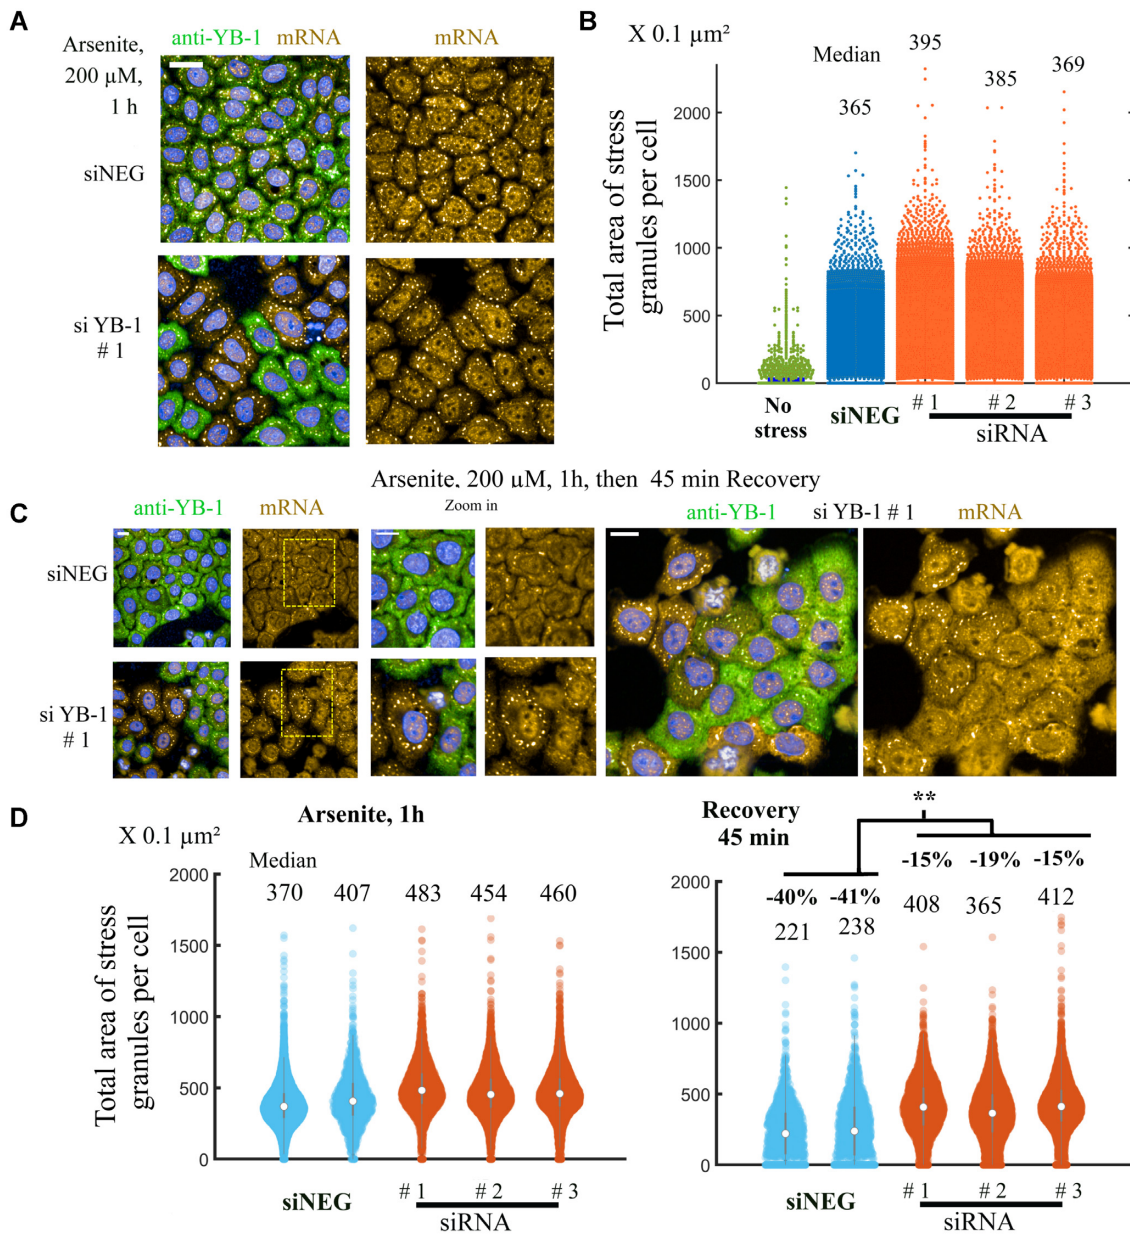 A
anti-YB-1 mRNA
mRNA
Arsenite,
200 µM,
1 h
siNEG
si YB-1
# 1
B
X 0.1 µm²
Median
395
385
369
365
Total area of stress
granules per cell
2000
1500
1000
500
0
No
stress
siNEG
# 1
# 2
# 3
siRNA
Arsenite, 200 µM, 1h, then 45 min Recovery
C
anti-YB-1
mRNA
Zoom in
anti-YB-1
si YB-1 # 1
mRNA
siNEG
si YB-1
# 1
D
X 0.1 µm²
Arsenite, 1h
Median
370
407
483
454
460
Total area of stress
granules per cell
2000
1500
1000
500
0
siNEG
# 1
# 2
# 3
siRNA
Recovery
45 min
**
-40%
-41%
-15%
-19%
-15%
221
238
408
365
412
2000
1500
1000
500
0
siNEG
# 1
# 2
# 3
siRNA